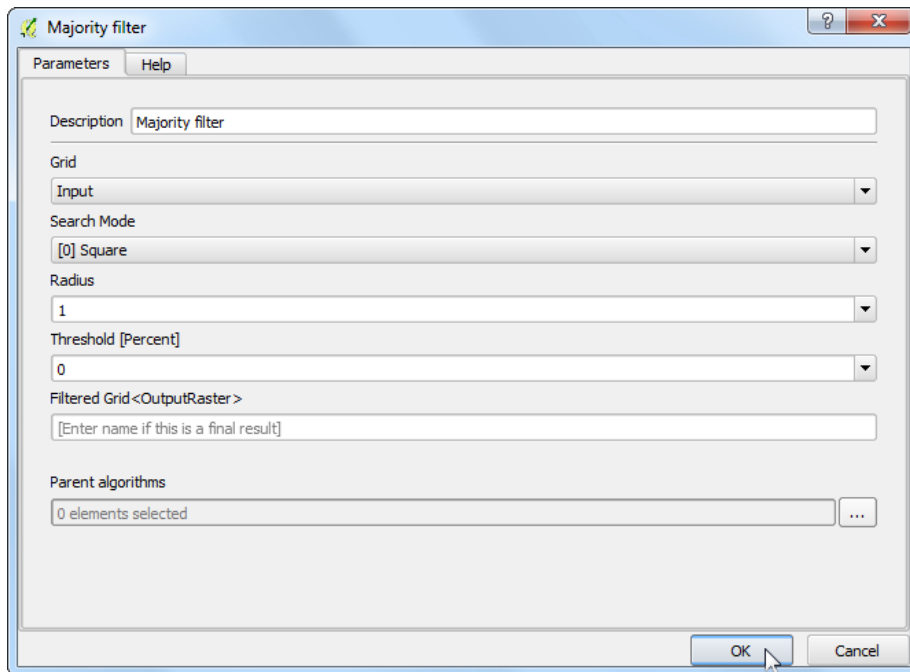 Majority filter
Parameters Help
Description Majority filter
Grid
Input
Search Mode
[0] Square
Radius
1
Threshold [Percent]
0
Filtered Grid<OutputRaster>
[Enter name if this is a final result]
Parent algorithms
0 elements selected ...
OK Cancel